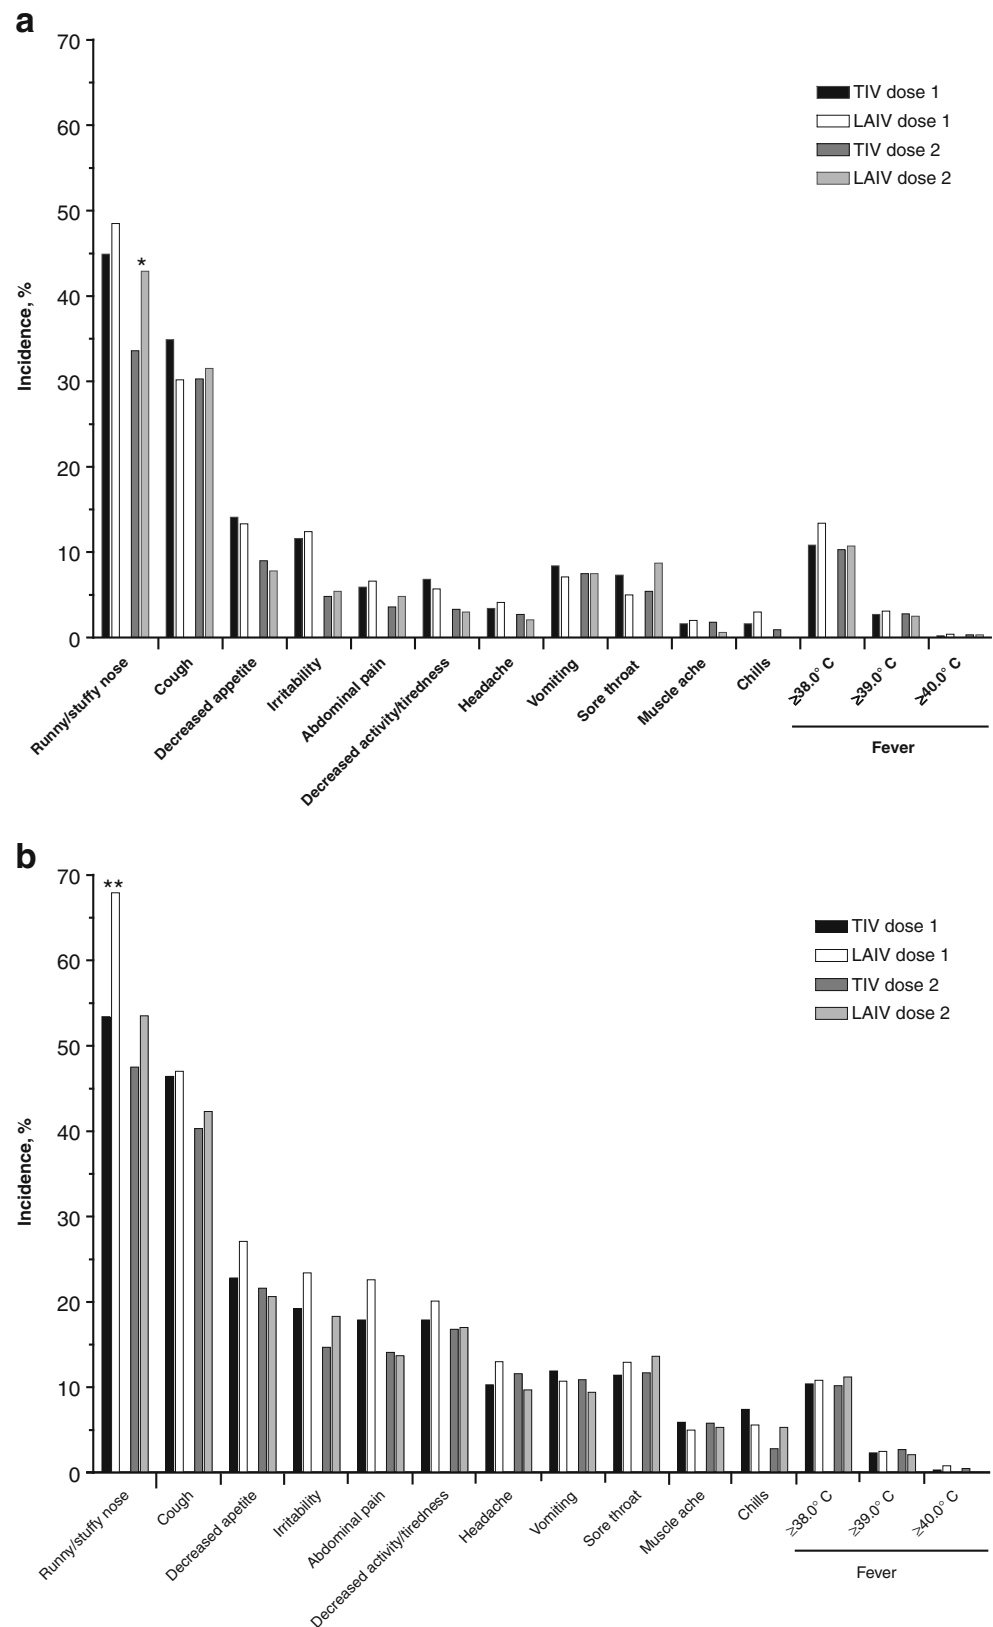 a
70
60
50
40
30
20
10
0
Incidence, %
TIV dose 1
LAIV dose 1
TIV dose 2
LAIV dose 2
*
Runny/stuffy nose
Cough
Decreased appetite
Irritability
Abdominal pain
Decreased activity/tiredness
Headache
Vomiting
Sore throat
Muscle ache
Chills
≥38.0° C
≥39.0° C
≥40.0° C
Fever
b
70
60
50
40
30
20
10
0
Incidence, %
TIV dose 1
LAIV dose 1
TIV dose 2
LAIV dose 2
**
Runny/stuffy nose
Cough
Decreased apetite
Irritability
Abdominal pain
Decreased activity/tiredness
Headache
Vomiting
Sore throat
Muscle ache
Chills
≥38.0° C
≥39.0° C
≥40.0° C
Fever